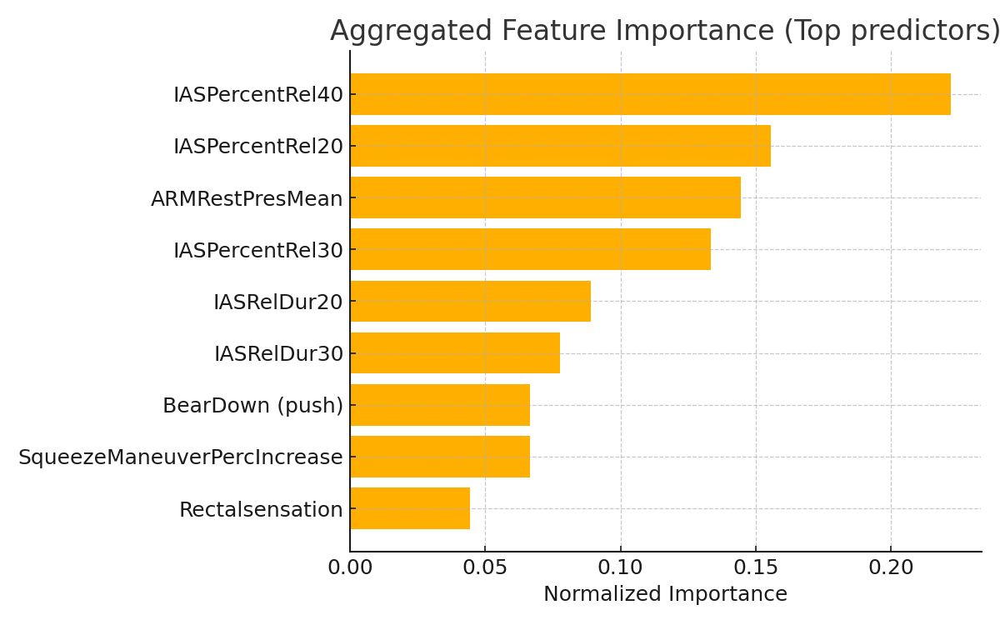 Aggregated Feature Importance (Top predictors)
IASPercentRel40
IASPercentRel20
ARMRestPresMean
IASPercentRel30
IASRelDur20
IASRelDur30
BearDown (push)
SqueezeManeuverPercIncrease
Rectalsensation
0.00 0.05 0.10 0.15 0.20
Normalized Importance